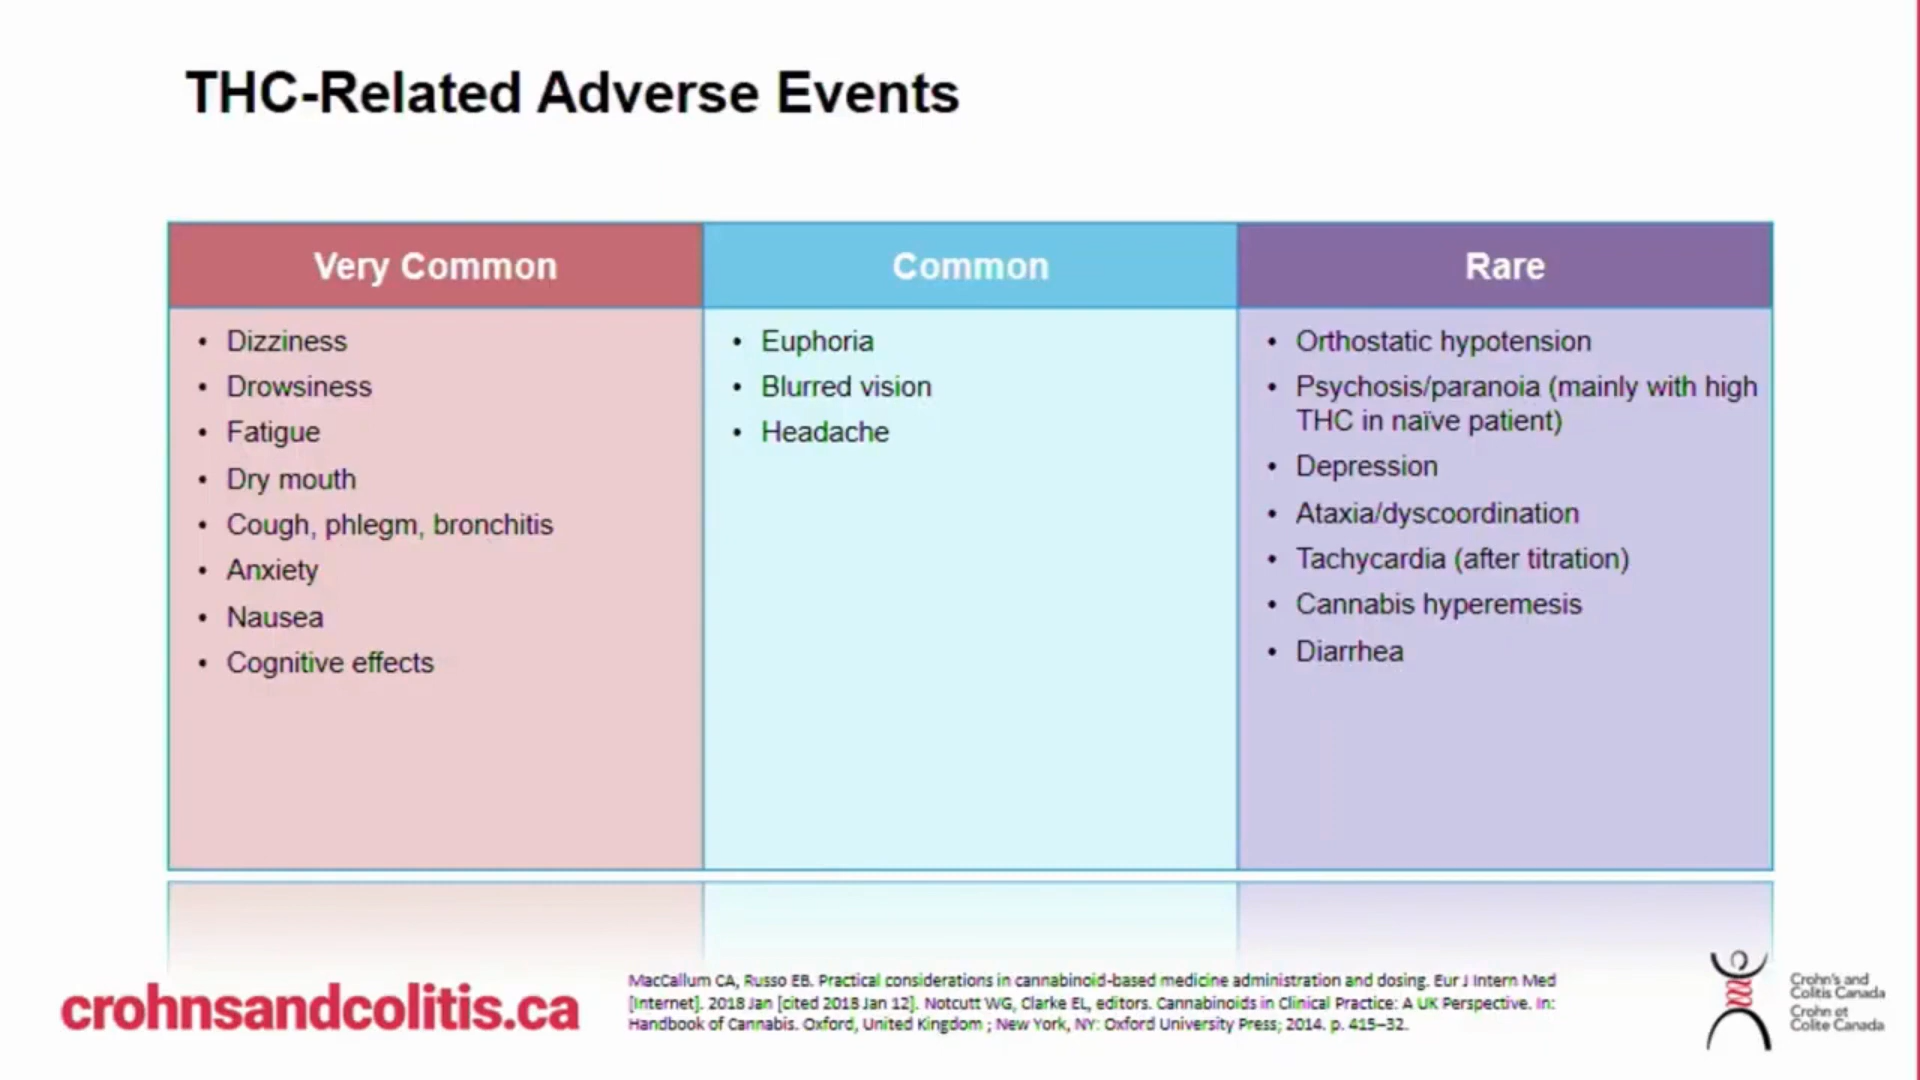 THC-Related Adverse Events
Very Common
• Dizziness
• Drowsiness
• Fatigue
• Dry mouth
• Cough, phlegm, bronchitis
• Anxiety
• Nausea
• Cognitive effects
Common
• Euphoria
• Blurred vision
• Headache
Rare
• Orthostatic hypotension
• Psychosis/paranoia (mainly with high
THC in naïve patient)
• Depression
• Ataxia/dyscoordination
• Tachycardia (after titration)
• Cannabis hyperemesis
• Diarrhea
crohnsandcolitis.ca
MacCallum CA, Russo EB. Practical considerations in cannabinoid-based medicine administration and dosing. Eur J Intern Med
[Internet]. 2018 Jan [cited 2018 Jan 12]. Notcutt WG, Clarke EL, editors. Cannabinoids in Clinical Practice: A UK Perspective. In:
Handbook of Cannabis. Oxford, United Kingdom ; New York, NY: Oxford University Press; 2014. p. 415–32.
Crohn's and
Colitis Canada
Crohn et
Colite Canada